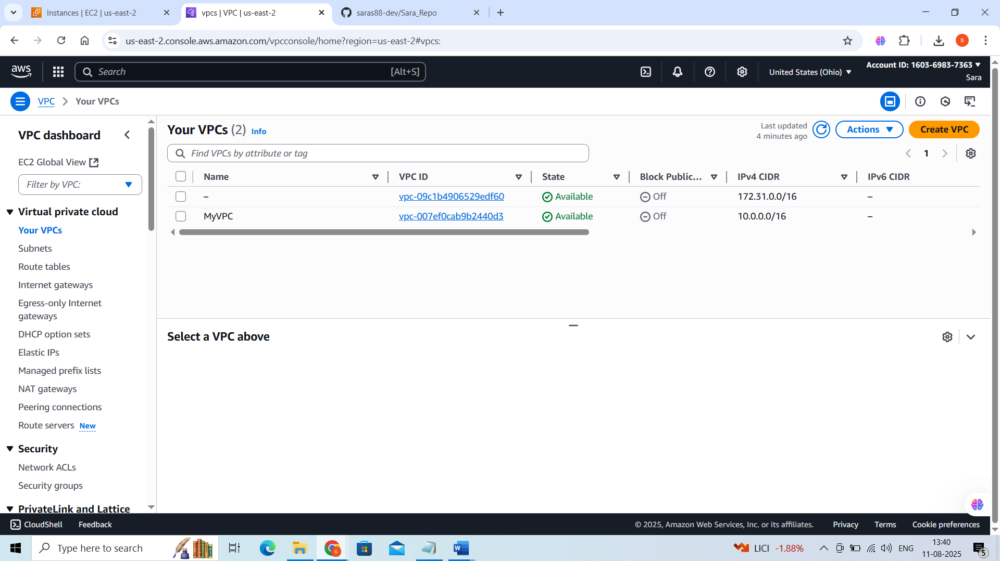 Instances | EC2 | us-east-2
vpcs | VPC | us-east-2
saras88-dev/Sara_Repo
us-east-2.console.aws.amazon.com/vpcconsole/home?region=us-east-2#vpcs:
S
aws
Search
[Alt+S]
United States (Ohio)
Account ID: 1603-6983-7363
Sara
VPC
Your VPCs
VPC dashboard
EC2 Global View
Filter by VPC:
Virtual private cloud
Your VPCs
Subnets
Route tables
Internet gateways
Egress-only Internet
gateways
DHCP option sets
Elastic IPs
Managed prefix lists
NAT gateways
Peering connections
Route servers New
Security
Network ACLs
Security groups
PrivateLink and Lattice
Your VPCs (2) Info
Last updated
4 minutes ago
Actions
Create VPC
Find VPCs by attribute or tag
1
Name VPC ID State Block Public... IPv4 CIDR IPv6 CIDR
– vpc-09c1b4906529edf60 Available Off 172.31.0.0/16 –
MyVPC vpc-007ef0cab9b2440d3 Available Off 10.0.0.0/16 –
Select a VPC above
CloudShell Feedback
© 2025, Amazon Web Services, Inc. or its affiliates. Privacy Terms Cookie preferences
Type here to search
LICI -1.88%
ENG
13:40
11-08-2025
5